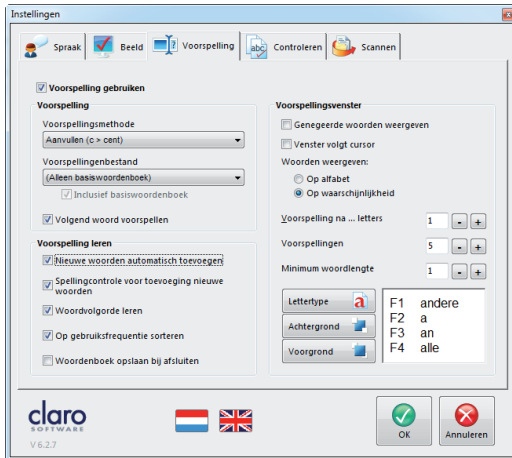 Instellingen
Spraak Beeld Voorspelling Controleren Scannen
Voorspelling gebruiken
Voorspelling
Voorspellingsmethode
Aanvullen (c > cent)
Voorspellingenbestand
(Alleen basiswoordenboek)
Inclusief basiswoordenboek
Volgend woord voorspellen
Voorspelling leren
Nieuwe woorden automatisch toevoegen
Spellingcontrole voor toevoeging nieuwe
woorden
Woordvolgorde leren
Op gebruiksfrequentie sorteren
Woordenboek opslaan bij afsluiten
Voorspellingsvenster
Genegeerde woorden weergeven
Venster volgt cursor
Woorden weergeven:
Op alfabet
Op waarschijnlijkheid
Voorspelling na ... letters 1 - +
Voorspellingen 5 - +
Minimum woordlengte 1 - +
Lettertype a
Achtergrond
Voorgrond
F1 andere
F2 a
F3 an
F4 alle
claro
SOFTWARE
V 6.2.7
OK
Annuleren